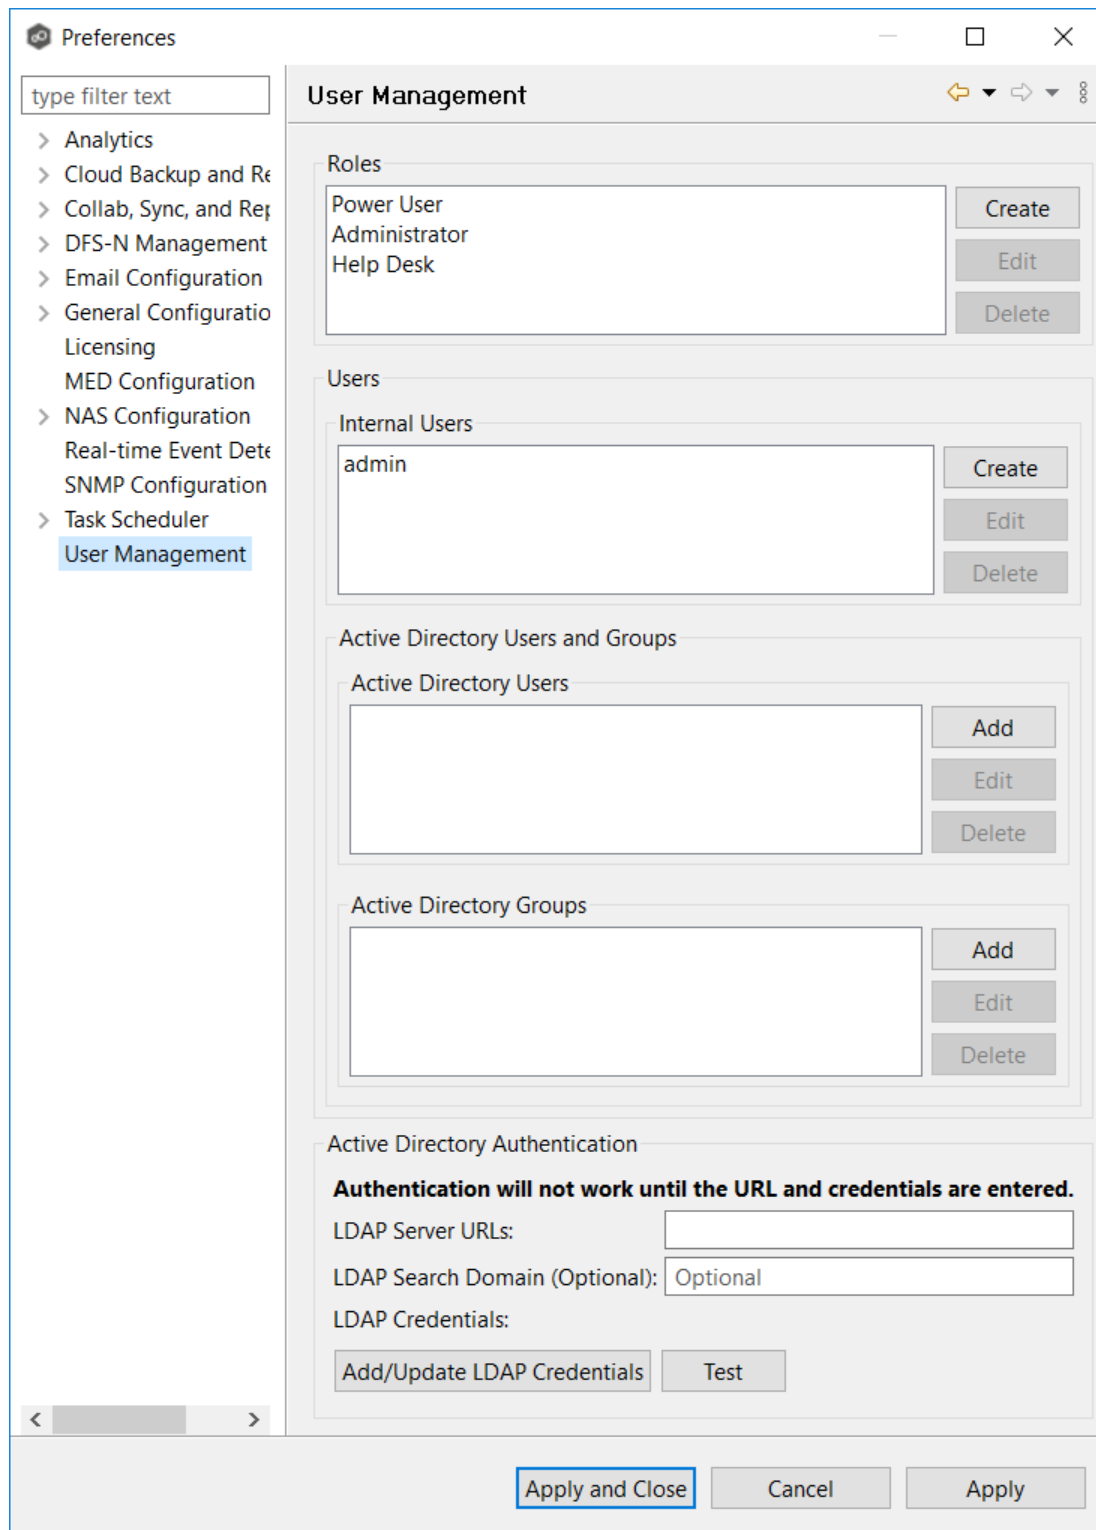 Preferences
type filter text
Analytics
Cloud Backup and Re
Collab, Sync, and Rep
DFS-N Management
Email Configuration
General Configuratio
Licensing
MED Configuration
NAS Configuration
Real-time Event Dete
SNMP Configuration
Task Scheduler
User Management
User Management
Roles
Power User
Administrator
Help Desk
Create
Edit
Delete
Users
Internal Users
admin
Create
Edit
Delete
Active Directory Users and Groups
Active Directory Users
Add
Edit
Delete
Active Directory Groups
Add
Edit
Delete
Active Directory Authentication
Authentication will not work until the URL and credentials are entered.
LDAP Server URLs:
LDAP Search Domain (Optional): Optional
LDAP Credentials:
Add/Update LDAP Credentials Test
Apply and Close Cancel Apply